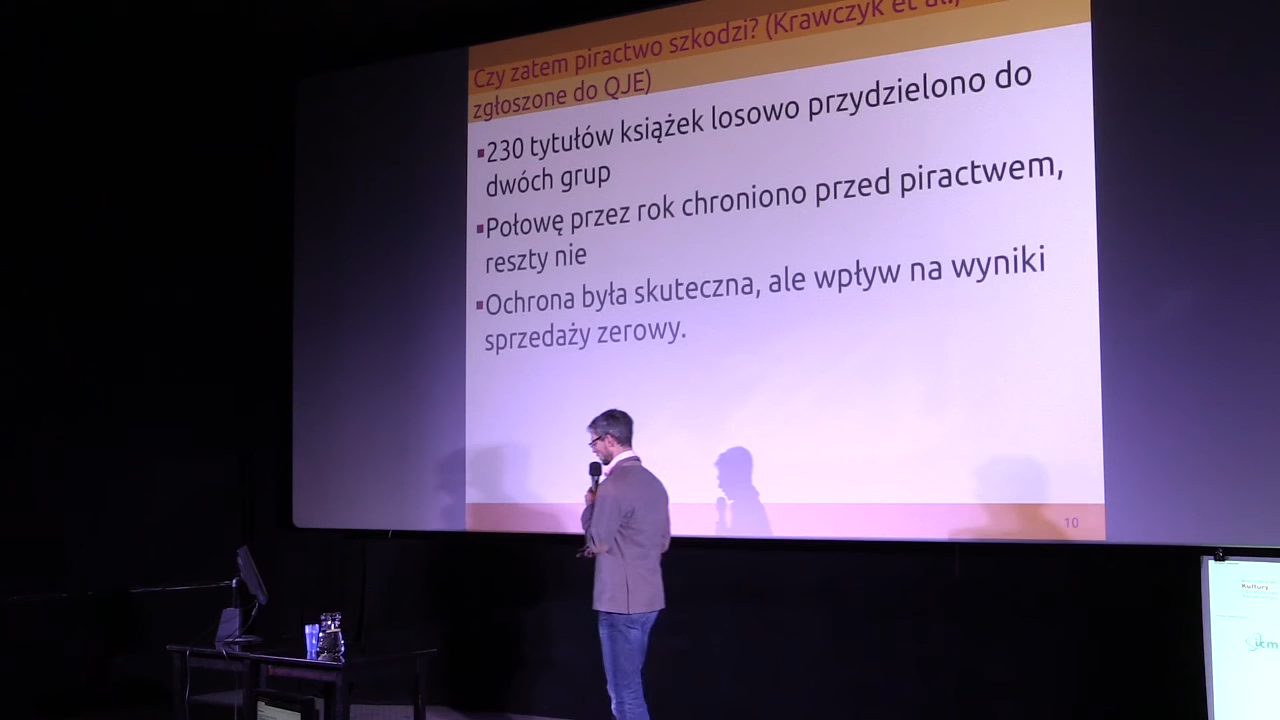 Czy zatem piractwo szkodzi? (Krawczyk et al.,
zgłoszone do QJE)
▪230 tytułów książek losowo przydzielono do
dwóch grup
▪Połowę przez rok chroniono przed piractwem,
reszty nie
▪Ochrona była skuteczna, ale wpływ na wyniki
sprzedaży zerowy.
10
Kultury